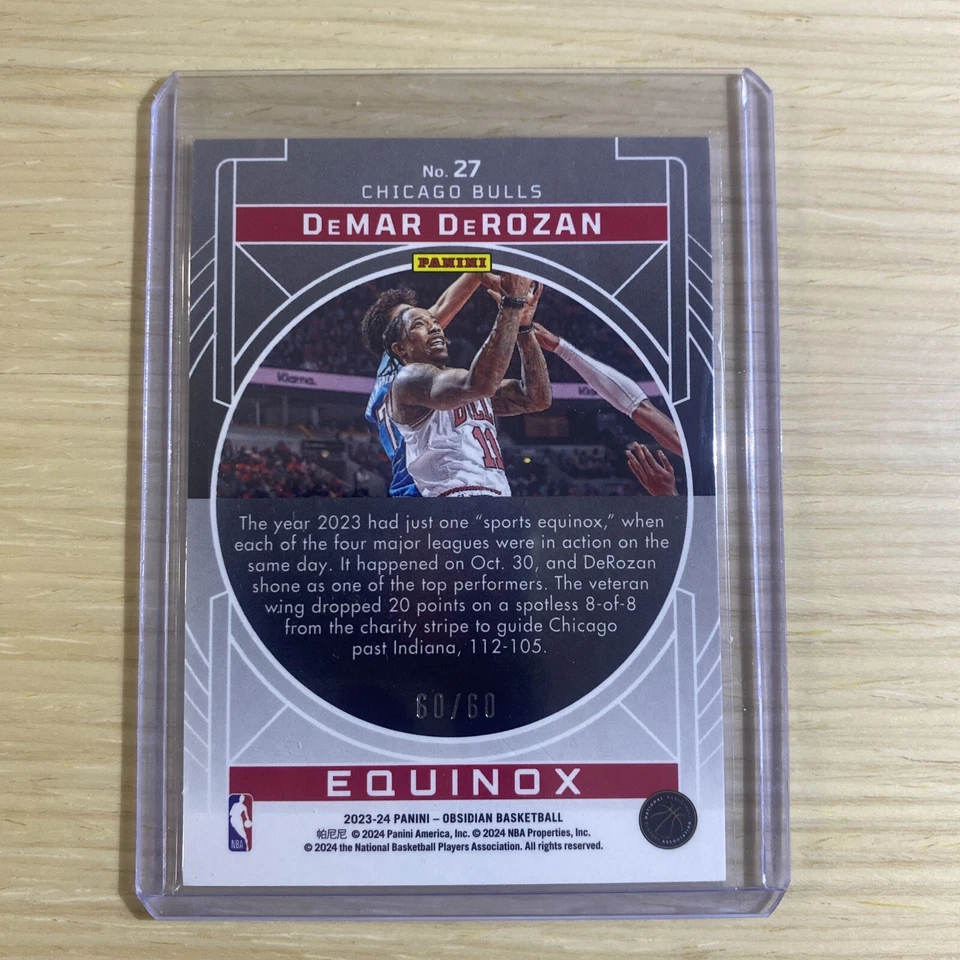 No. 27
CHICAGO BULLS
DEMAR DEROZAN
PANINI
Klarna.
BULLS
11
The year 2023 had just one “sports equinox,” when
each of the four major leagues were in action on the
same day. It happened on Oct. 30, and DeRozan
shone as one of the top performers. The veteran
wing dropped 20 points on a spotless 8-of-8
from the charity stripe to guide Chicago
past Indiana, 112-105.
60/60
EQUINOX
2023-24 PANINI – OBSIDIAN BASKETBALL
帕尼尼 © 2024 Panini America, Inc. © 2024 NBA Properties, Inc.
© 2024 the National Basketball Players Association. All rights reserved.
NBA